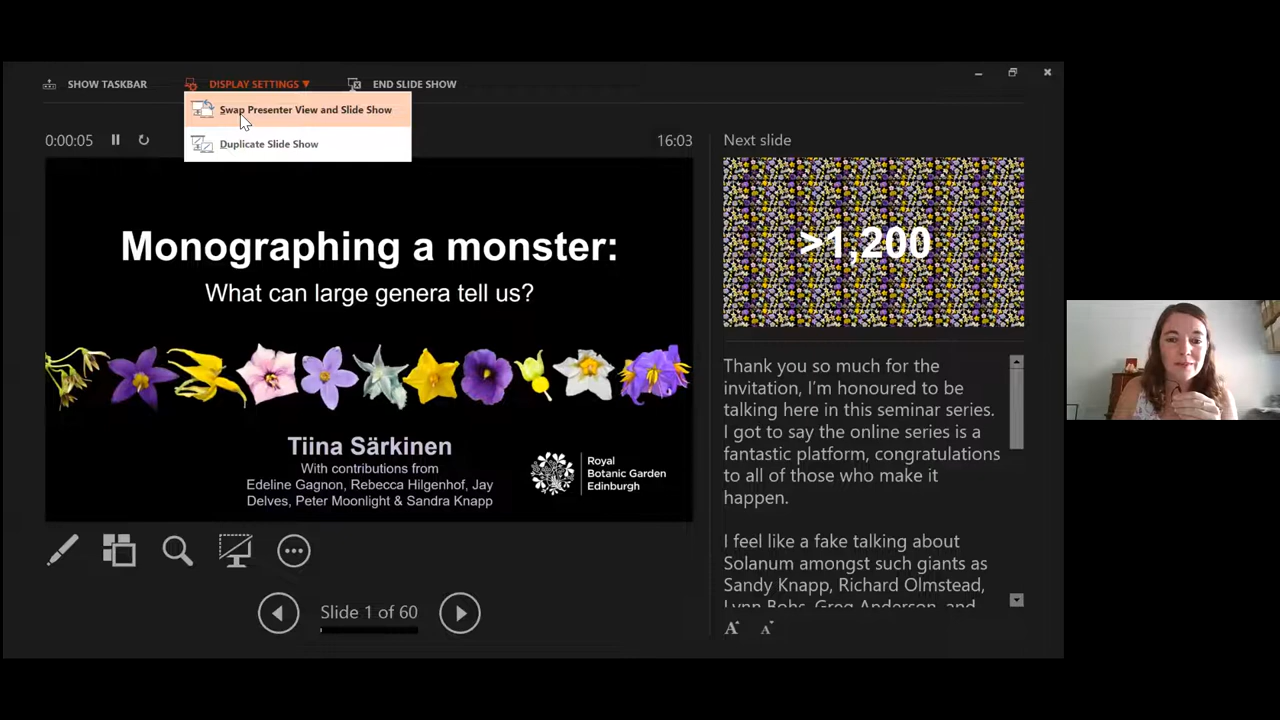 SHOW TASKBAR
DISPLAY SETTINGS ▼
END SLIDE SHOW
Swap Presenter View and Slide Show
Duplicate Slide Show
0:00:05
16:03
Monographing a monster:
What can large genera tell us?
Tiina Särkinen
With contributions from
Edeline Gagnon, Rebecca Hilgenhof, Jay
Delves, Peter Moonlight & Sandra Knapp
Royal
Botanic Garden
Edinburgh
Slide 1 of 60
Next slide
>1,200
Thank you so much for the
invitation, I'm honoured to be
talking here in this seminar series.
I got to say the online series is a
fantastic platform, congratulations
to all of those who make it
happen.
I feel like a fake talking about
Solanum amongst such giants as
Sandy Knapp, Richard Olmstead,
Lynn Bohs, Greg Anderson, and
A A